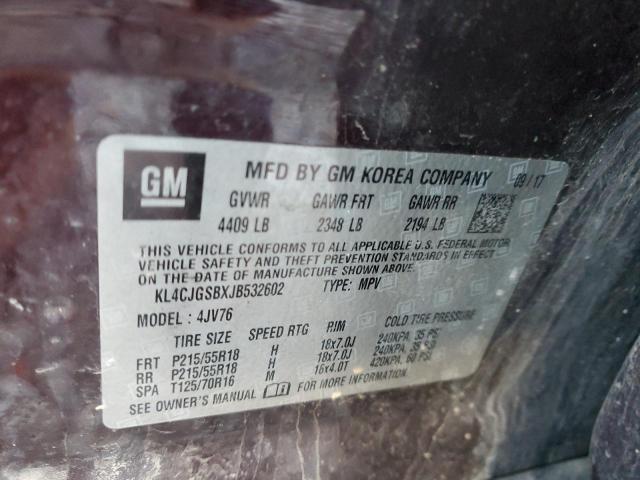 GM
MFD BY GM KOREA COMPANY 09/17
GVWR GAWR FRT GAWR RR
4409 LB 2348 LB 2194 LB
THIS VEHICLE CONFORMS TO ALL APPLICABLE U.S. FEDERAL MOTOR
VEHICLE SAFETY AND THEFT PREVENTION STANDARDS IN EFFECT
ON THE DATE OF MANUFACTURE SHOWN ABOVE.
KL4CJGSBXJB532602 TYPE: MPV
MODEL : 4JV76
TIRE SIZE SPEED RTG RIM COLD TIRE PRESSURE
FRT P215/55R18 H 18x7.0J 240KPA, 35 PSI
RR P215/55R18 H 18x7.0J 240KPA, 35 PSI
SPA T125/70R16 M 16x4.0T 420KPA, 60 PSI
SEE OWNER'S MANUAL FOR MORE INFORMATION.